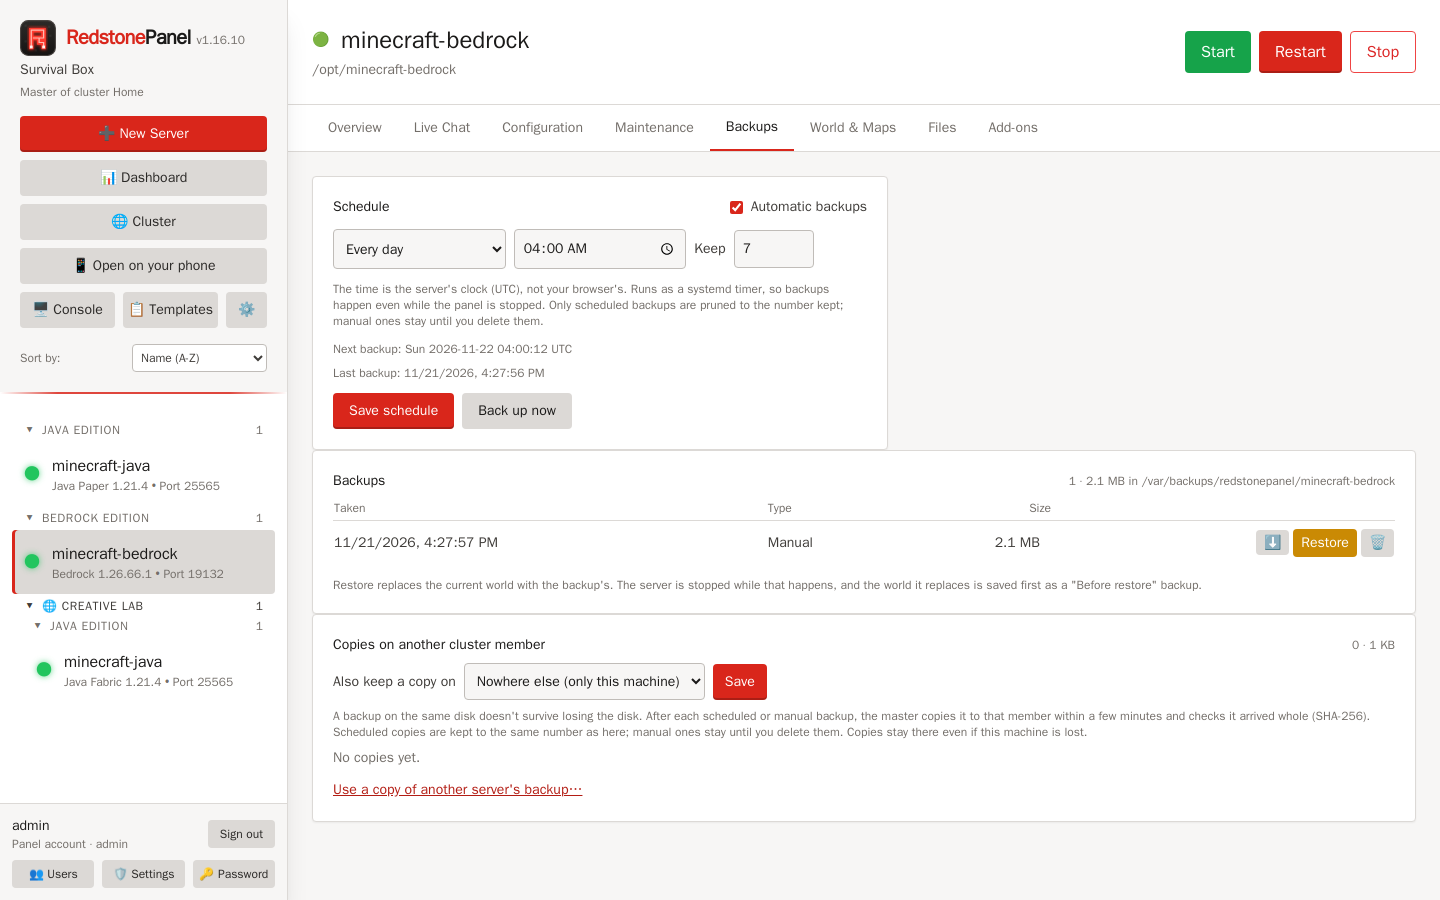 RedstonePanel v1.16.10
Survival Box
Master of cluster Home
➕ New Server
📊 Dashboard
🌐 Cluster
📱 Open on your phone
🖥️ Console
📋 Templates
⚙️
Sort by:
Name (A-Z)
▼ JAVA EDITION 1
minecraft-java
Java Paper 1.21.4 • Port 25565
▼ BEDROCK EDITION 1
minecraft-bedrock
Bedrock 1.26.66.1 • Port 19132
▼ 🌐 CREATIVE LAB 1
▼ JAVA EDITION 1
minecraft-java
Java Fabric 1.21.4 • Port 25565
admin
Panel account · admin
Sign out
👥 Users
🛡️ Settings
🔑 Password
minecraft-bedrock
/opt/minecraft-bedrock
Start
Restart
Stop
Overview
Live Chat
Configuration
Maintenance
Backups
World & Maps
Files
Add-ons
Schedule
Automatic backups
Every day
04:00 AM
Keep
7
The time is the server's clock (UTC), not your browser's. Runs as a systemd timer, so backups
happen even while the panel is stopped. Only scheduled backups are pruned to the number kept;
manual ones stay until you delete them.
Next backup: Sun 2026-11-22 04:00:12 UTC
Last backup: 11/21/2026, 4:27:56 PM
Save schedule
Back up now
Backups
1 · 2.1 MB in /var/backups/redstonepanel/minecraft-bedrock
Taken Type Size
11/21/2026, 4:27:57 PM Manual 2.1 MB
⬇️ Restore 🗑️
Restore replaces the current world with the backup's. The server is stopped while that happens, and the world it replaces is saved first as a "Before restore" backup.
Copies on another cluster member
0 · 1 KB
Also keep a copy on
Nowhere else (only this machine)
Save
A backup on the same disk doesn't survive losing the disk. After each scheduled or manual backup, the master copies it to that member within a few minutes and checks it arrived whole (SHA-256).
Scheduled copies are kept to the same number as here; manual ones stay until you delete them. Copies stay there even if this machine is lost.
No copies yet.
Use a copy of another server's backup…